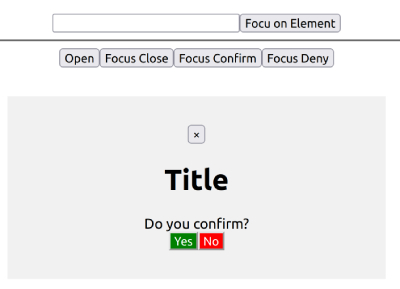 Focu on Element
Open Focus Close Focus Confirm Focus Deny
×
Title
Do you confirm?
Yes No